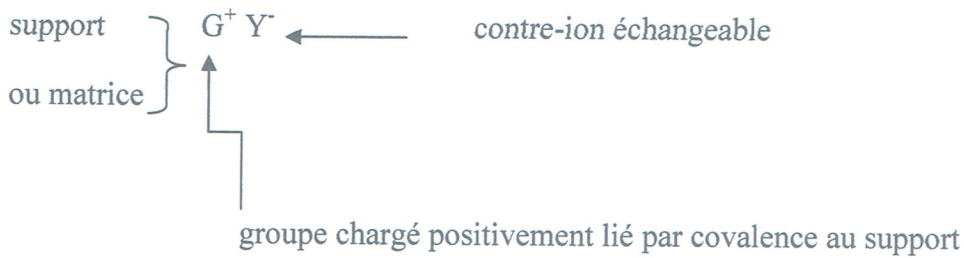 support G⁺ Y⁻ contre-ion échangeable
ou matrice
groupe chargé positivement lié par covalence au support